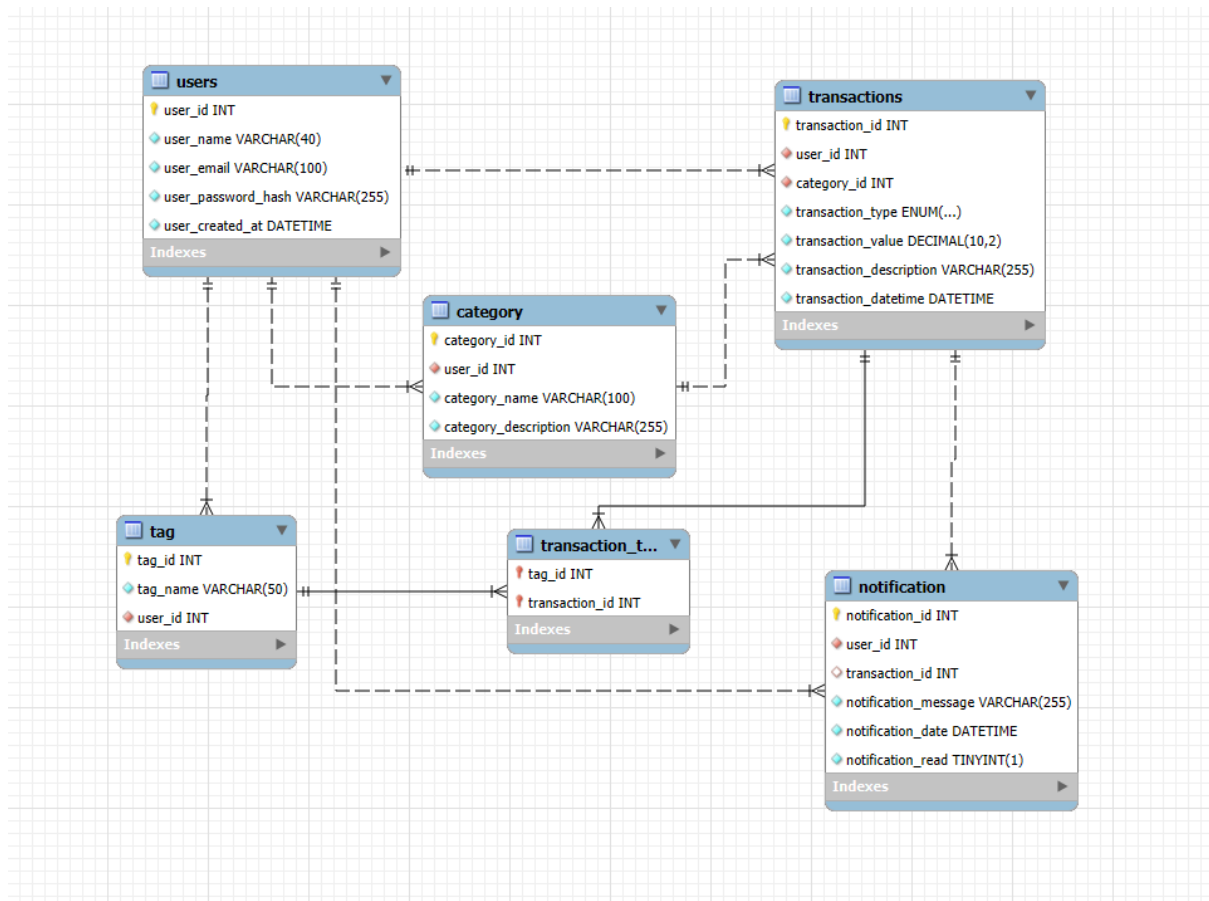 users
user_id INT
user_name VARCHAR(40)
user_email VARCHAR(100)
user_password_hash VARCHAR(255)
user_created_at DATETIME
Indexes
transactions
transaction_id INT
user_id INT
category_id INT
transaction_type ENUM(...)
transaction_value DECIMAL(10,2)
transaction_description VARCHAR(255)
transaction_datetime DATETIME
Indexes
category
category_id INT
user_id INT
category_name VARCHAR(100)
category_description VARCHAR(255)
Indexes
tag
tag_id INT
tag_name VARCHAR(50)
user_id INT
Indexes
transaction_t...
tag_id INT
transaction_id INT
Indexes
notification
notification_id INT
user_id INT
transaction_id INT
notification_message VARCHAR(255)
notification_date DATETIME
notification_read TINYINT(1)
Indexes